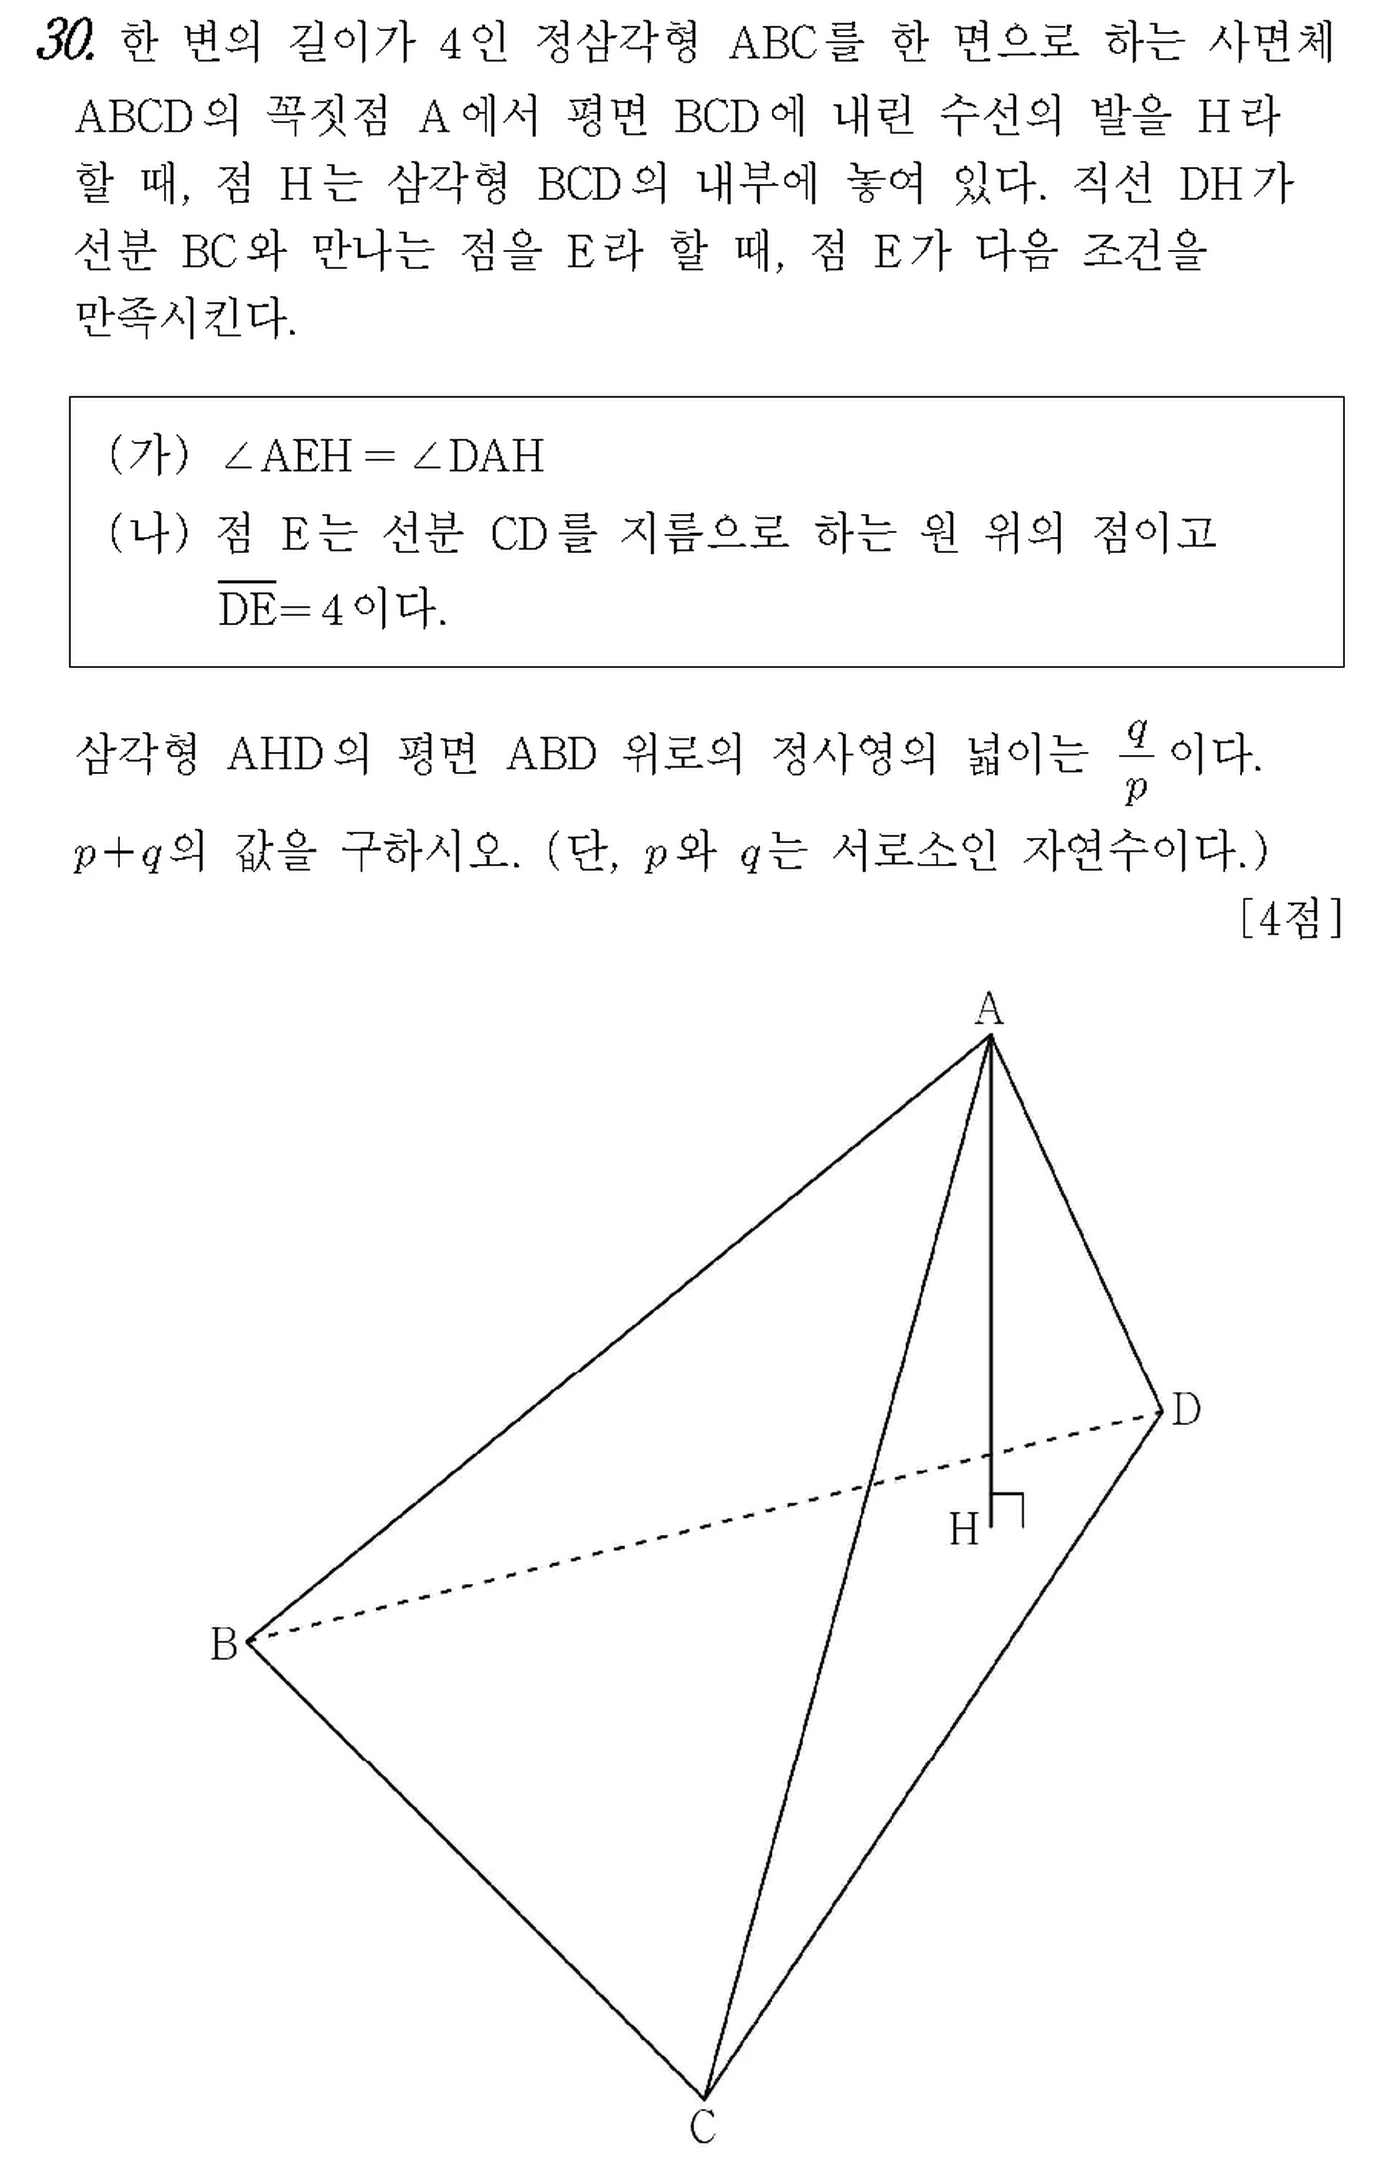 30. 한 변의 길이가 4인 정삼각형 ABC를 한 면으로 하는 사면체
ABCD의 꼭짓점 A에서 평면 BCD에 내린 수선의 발을 H라
할 때, 점 H는 삼각형 BCD의 내부에 놓여 있다. 직선 DH가
선분 BC와 만나는 점을 E라 할 때, 점 E가 다음 조건을
만족시킨다.
(가) ∠AEH = ∠DAH
(나) 점 E는 선분 CD를 지름으로 하는 원 위의 점이고
$\overline{DE}$=4이다.
삼각형 AHD의 평면 ABD 위로의 정사영의 넓이는 $\frac{q}{p}$이다.
p+q의 값을 구하시오. (단, p와 q는 서로소인 자연수이다.)
[4점]
A
D
H
B
C